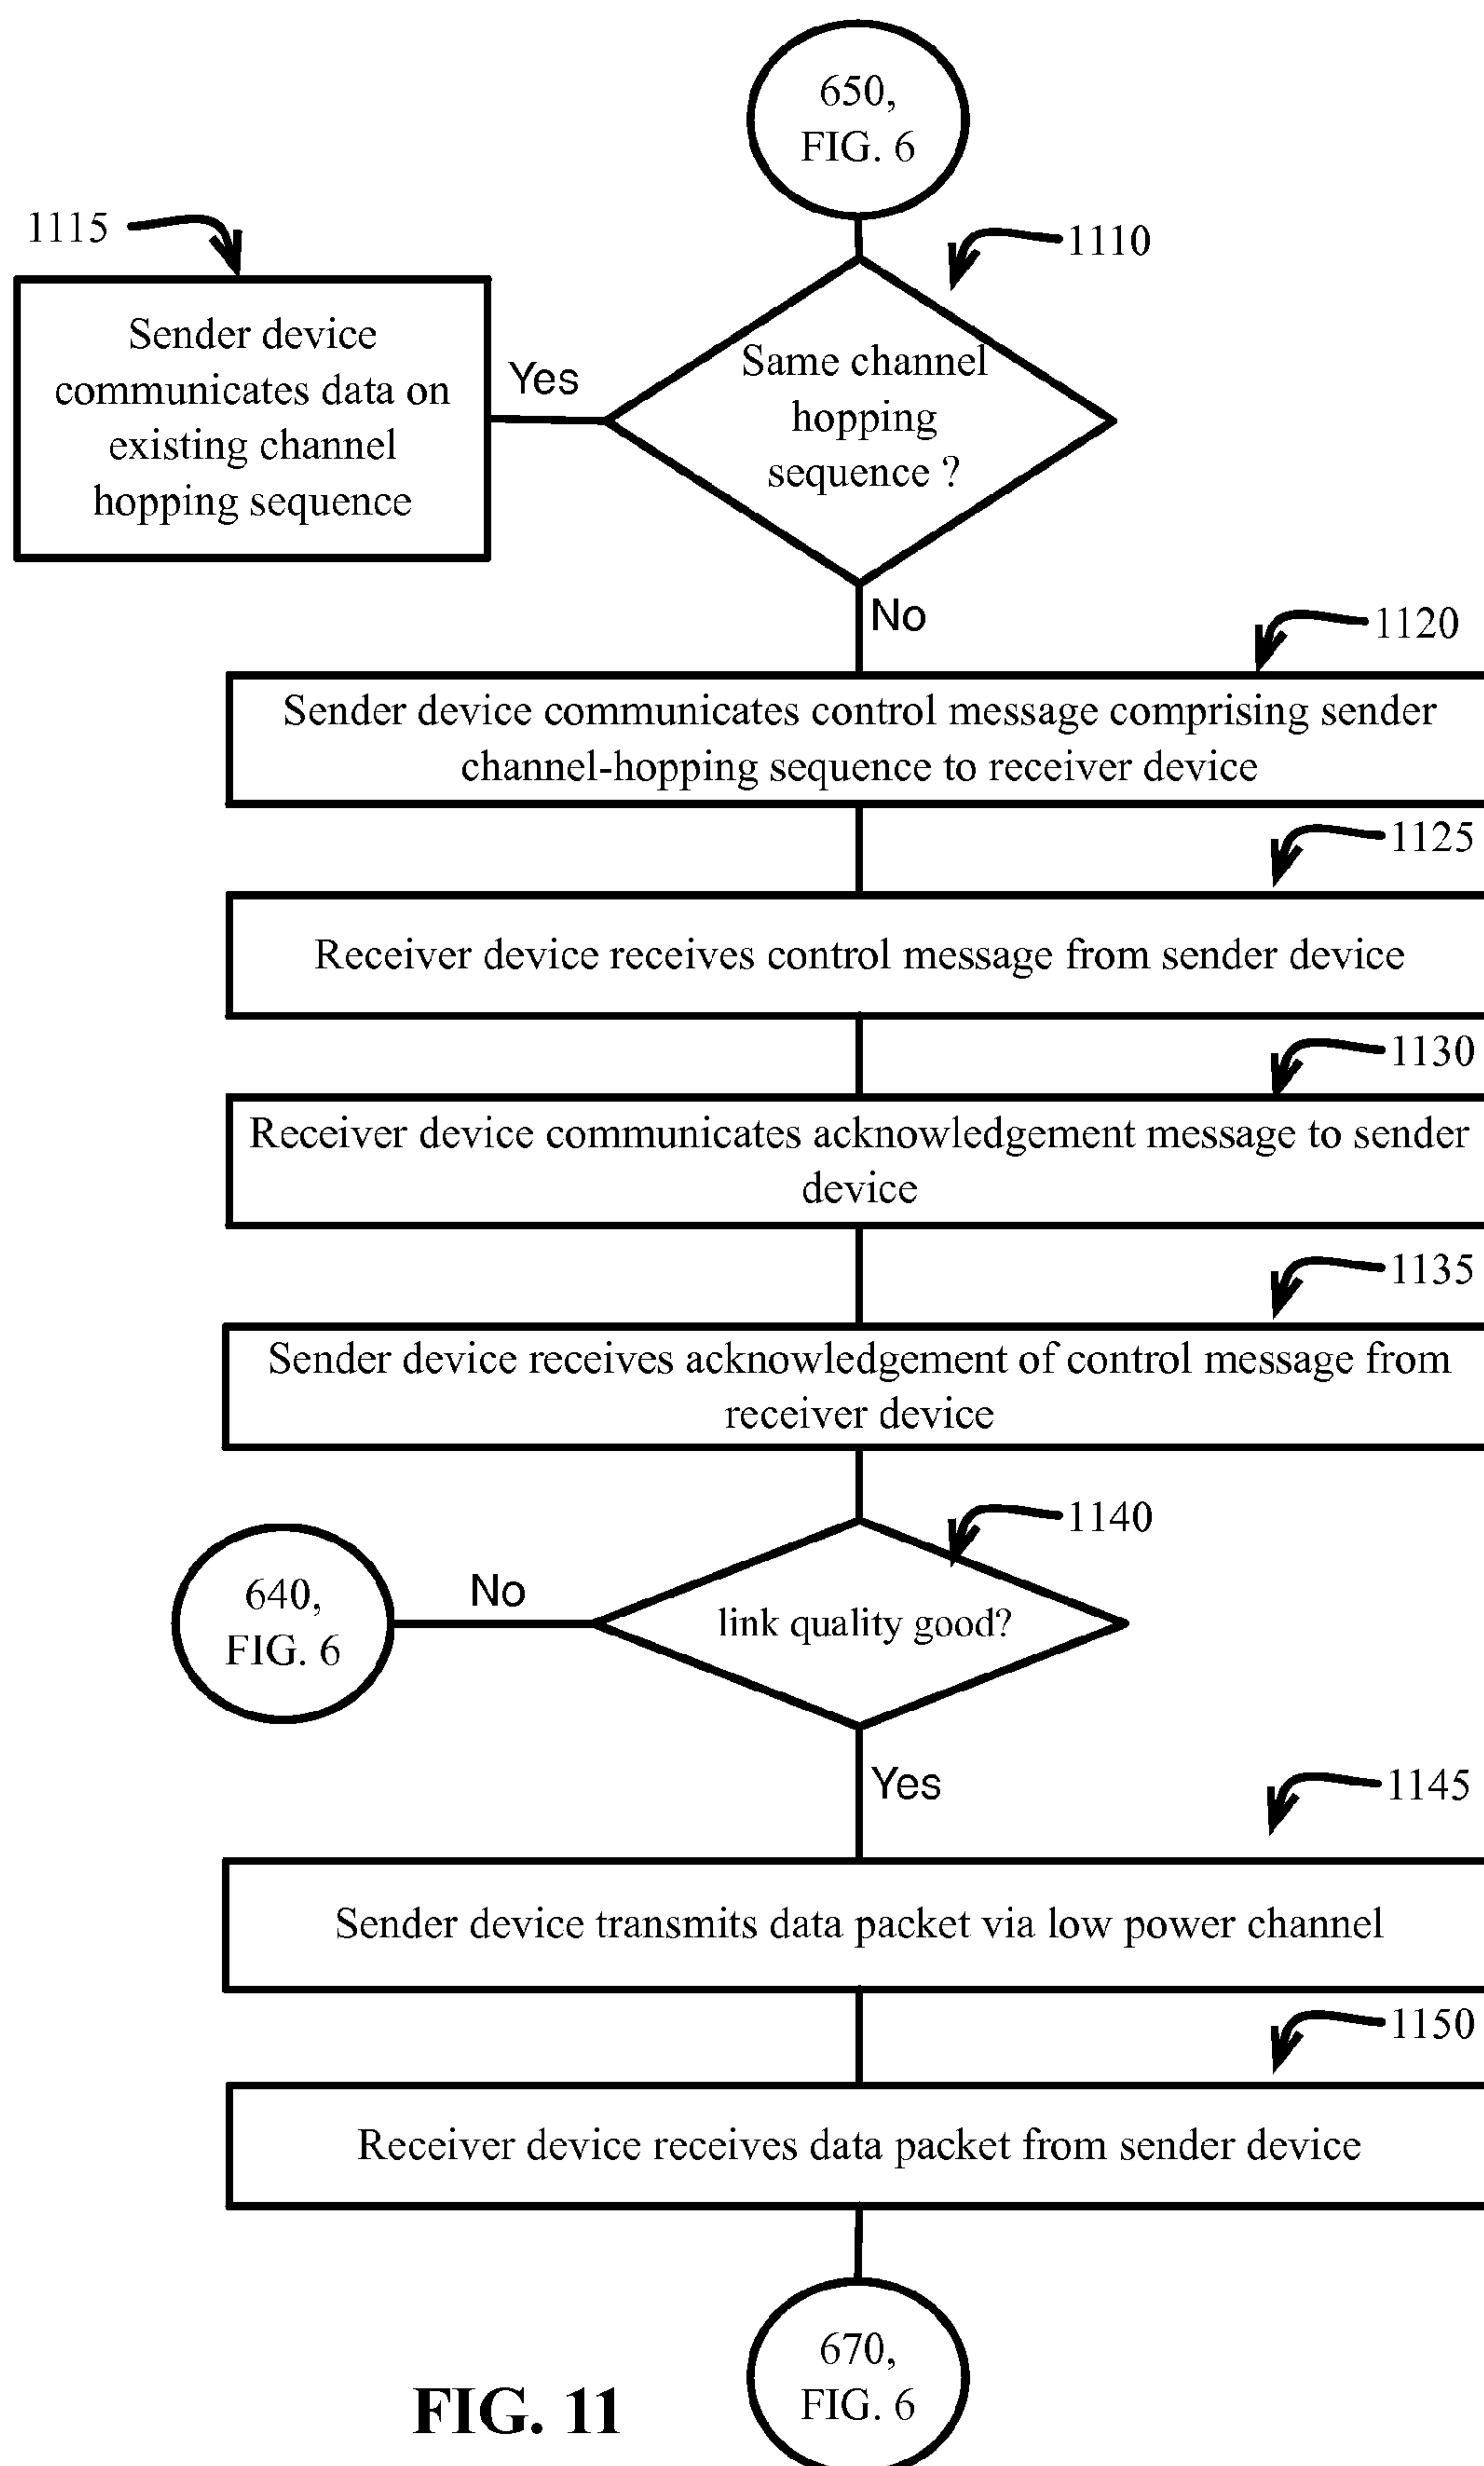 650,
FIG. 6
1115
1110
Sender device
communicates data on
existing channel
hopping sequence
Yes
Same channel
hopping
sequence ?
No
1120
Sender device communicates control message comprising sender
channel-hopping sequence to receiver device
1125
Receiver device receives control message from sender device
1130
Receiver device communicates acknowledgement message to sender
device
1135
Sender device receives acknowledgement of control message from
receiver device
1140
640,
FIG. 6
No
link quality good?
Yes
1145
Sender device transmits data packet via low power channel
1150
Receiver device receives data packet from sender device
670,
FIG. 6
FIG. 11